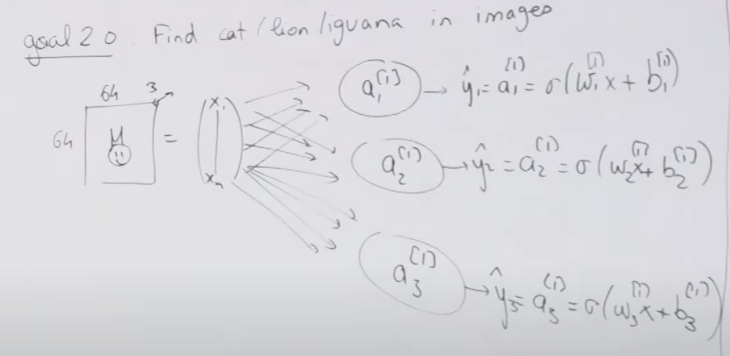 goal 2.0 Find cat/lion/iguana in images
64 3
64
= (x₁ xₙ)
a₁^[1] → ŷ₁ = a₁^[1] = σ(w₁^[1] x + b₁^[1])
a₂^[1] → ŷ₂ = a₂^[1] = σ(w₂^[1] x + b₂^[1])
a₃^[1] → ŷ₃ = a₃^[1] = σ(w₃^[1] x + b₃^[1])